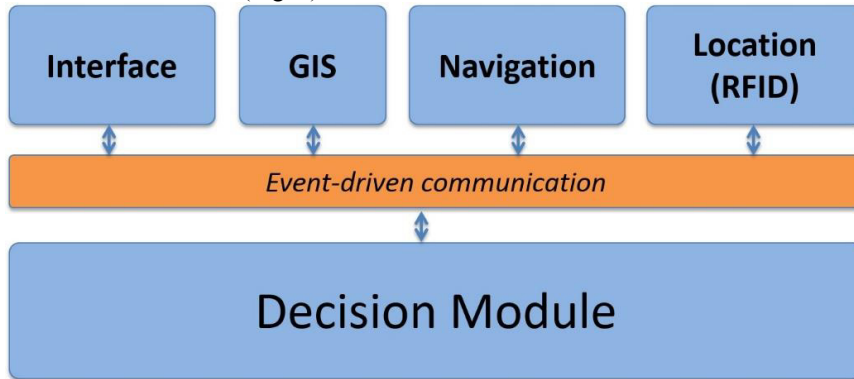 Interface
GIS
Navigation
Location
(RFID)
Event-driven communication
Decision Module